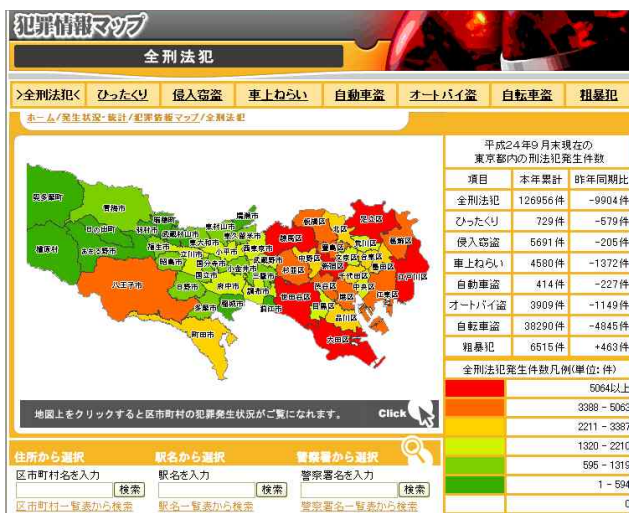 犯罪情報マップ
全刑法犯
>全刑法犯< ひったくり 侵入窃盗 車上ねらい 自動車盗 オートバイ盗 自転車盗 粗暴犯
ホーム/発生状況・統計/犯罪情報マップ/全刑法犯
奥多摩町
青梅市
檜原村
日の出町
あきる野市
瑞穂町
羽村市
武蔵村山市
福生市
昭島市
立川市
東大和市
東村山市
清瀬市
東久留米市
小平市
西東京市
国分寺市
国立市
小金井市
武蔵野市
三鷹市
府中市
調布市
狛江市
日野市
八王子市
多摩市
稲城市
町田市
練馬区
板橋区
北区
足立区
葛飾区
荒川区
豊島区
文京区
台東区
墨田区
江戸川区
中野区
杉並区
新宿区
千代田区
中央区
江東区
渋谷区
港区
世田谷区
目黒区
品川区
大田区
地図上をクリックすると区市町村の犯罪発生状況がご覧になれます。 Click
住所から選択 駅名から選択 警察署から選択
区市町村名を入力 駅名を入力 警察署名を入力
検索 検索 検索
区市町村一覧表から検索 駅名一覧表から検索 警察署名一覧表から検索
平成24年9月末現在の
東京都内の刑法犯発生件数
項目 本年累計 昨年同期比
全刑法犯 126956件 -9904件
ひったくり 729件 -579件
侵入窃盗 5691件 -205件
車上ねらい 4580件 -1372件
自動車盗 414件 -227件
オートバイ盗 3909件 -1149件
自転車盗 38290件 -4845件
粗暴犯 6515件 +463件
全刑法犯発生件数凡例(単位:件)
5064以上
3388 - 5063
2211 - 3387
1320 - 2210
595 - 1319
1 - 594
0